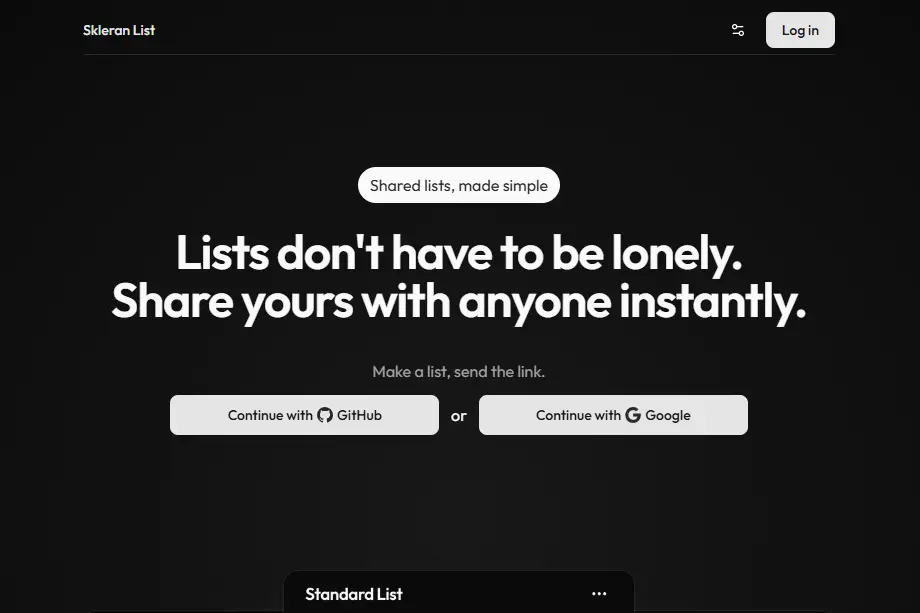 Skleran List
Log in
Shared lists, made simple
Lists don't have to be lonely.
Share yours with anyone instantly.
Make a list, send the link.
Continue with GitHub
or
Continue with Google
Standard List